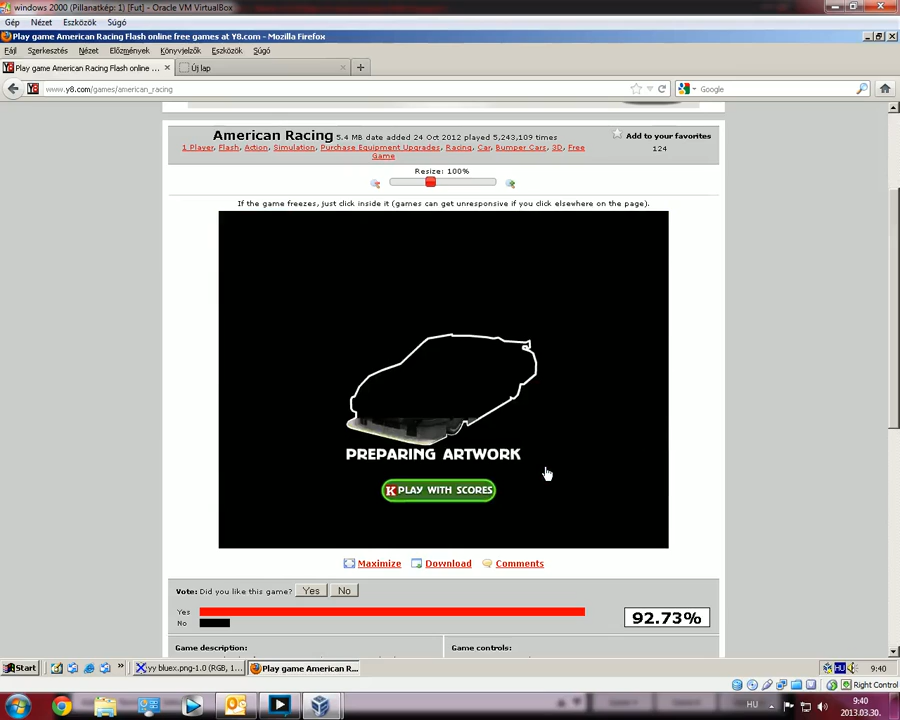 windows 2000 (Pillanatkép: 1) [Fut] - Oracle VM VirtualBox
Gép Nézet Eszközök Súgó
Play game American Racing Flash online free games at Y8.com - Mozilla Firefox
Fájl Szerkesztés Nézet Előzmények Könyvjelzők Eszközök Súgó
Play game American Racing Flash online ... Új lap
www.y8.com/games/american_racing Google
American Racing 5.4 MB date added 24 Oct 2012 played 5,243,109 times Add to your favorites
1 Player, Flash, Action, Simulation, Purchase Equipment Upgrades, Racing, Car, Bumper Cars, 3D, Free 124
Game
Resize: 100%
If the game freezes, just click inside it (games can get unresponsive if you click elsewhere on the page).
PREPARING ARTWORK
K PLAY WITH SCORES
Maximize Download Comments
Vote: Did you like this game? Yes No
Yes
No
92.73%
Game description: Game controls:
Start yy bluex.png-1.0 (RGB, 1... Play game American R... HU 9:40
Right Control
HU 9:40
2013.03.30.